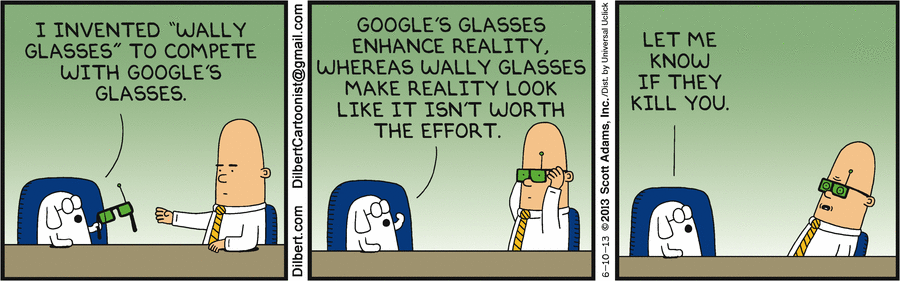 I INVENTED “WALLY
GLASSES” TO COMPETE
WITH GOOGLE'S
GLASSES.
Dilbert.com DilbertCartoonist@gmail.com
GOOGLE'S GLASSES
ENHANCE REALITY,
WHEREAS WALLY GLASSES
MAKE REALITY LOOK
LIKE IT ISN'T WORTH
THE EFFORT.
6-10-13 ©2013 Scott Adams, Inc. /Dist. by Universal Uclick
LET ME
KNOW
IF THEY
KILL YOU.